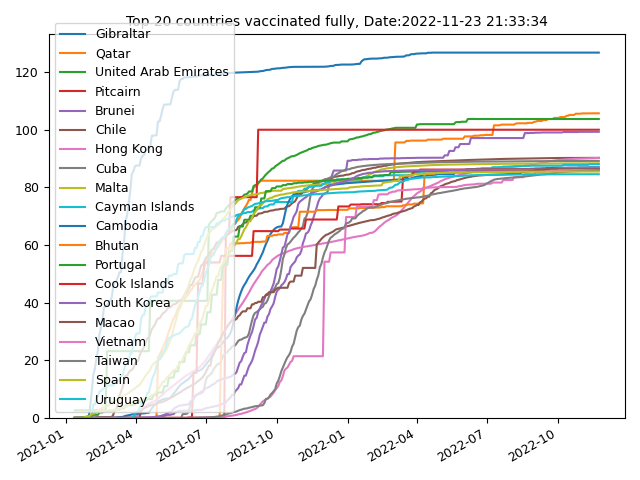 Top 20 countries vaccinated fully, Date:2022-11-23 21:33:34
Gibraltar
Qatar
United Arab Emirates
Pitcairn
Brunei
Chile
Hong Kong
Cuba
Malta
Cayman Islands
Cambodia
Bhutan
Portugal
Cook Islands
South Korea
Macao
Vietnam
Taiwan
Spain
Uruguay
120
100
80
60
40
20
0
2021-01
2021-04
2021-07
2021-10
2022-01
2022-04
2022-07
2022-10